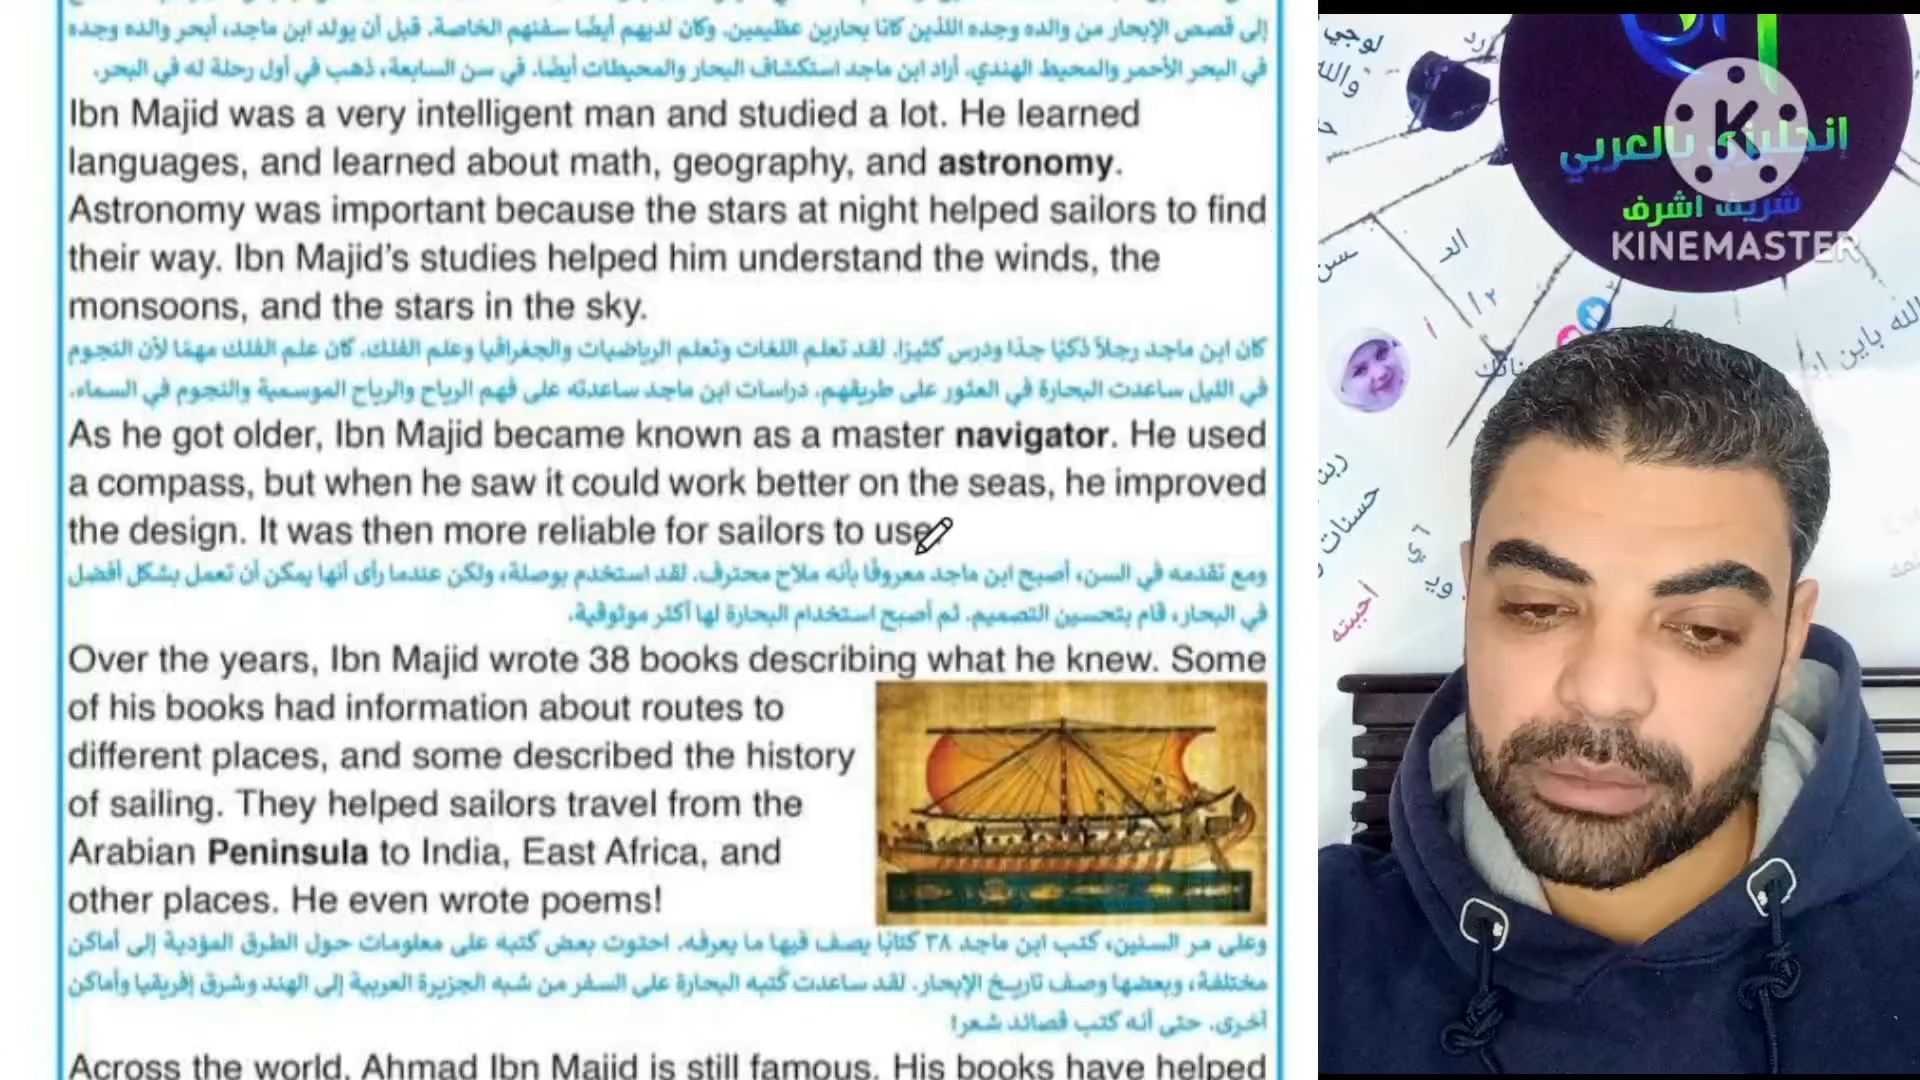 إلى قصص الإبحار من والده وجده اللذين كانا بحارين عظيمين. وكان لديهم أيضًا سفنهم الخاصة. قبل أن يولد ابن ماجد، أبحر والده وجده
في البحر الأحمر والمحيط الهندي. أراد ابن ماجد استكشاف البحار والمحيطات أيضًا. في سن السابعة، ذهب في أول رحلة له في البحر.
Ibn Majid was a very intelligent man and studied a lot. He learned
languages, and learned about math, geography, and astronomy.
Astronomy was important because the stars at night helped sailors to find
their way. Ibn Majid's studies helped him understand the winds, the
monsoons, and the stars in the sky.
كان ابن ماجد رجلاً ذكيًا جدًا ودرس كثيرًا. لقد تعلم اللغات وتعلم الرياضيات والجغرافيا وعلم الفلك. كان علم الفلك مهمًا لأن النجوم
في الليل ساعدت البحارة في العثور على طريقهم. دراسات ابن ماجد ساعدته على فهم الرياح والرياح الموسمية والنجوم في السماء.
As he got older, Ibn Majid became known as a master navigator. He used
a compass, but when he saw it could work better on the seas, he improved
the design. It was then more reliable for sailors to use
ومع تقدمه في السن، أصبح ابن ماجد معروفًا بأنه ملاح محترف. لقد استخدم بوصلة، ولكن عندما رأى أنها يمكن أن تعمل بشكل أفضل
في البحار، قام بتحسين التصميم. ثم أصبح استخدام البحارة لها أكثر موثوقية.
Over the years, Ibn Majid wrote 38 books describing what he knew. Some
of his books had information about routes to
different places, and some described the history
of sailing. They helped sailors travel from the
Arabian Peninsula to India, East Africa, and
other places. He even wrote poems!
وعلى مر السنين، كتب ابن ماجد ٣٨ كتابًا يصف فيها ما يعرفه. احتوت بعض كتبه على معلومات حول الطرق المؤدية إلى أماكن
مختلفة، وبعضها وصف تاريخ الإبحار. لقد ساعدت كُتبه البحارة على السفر من شبه الجزيرة العربية إلى الهند وشرق إفريقيا وأماكن
أخرى. حتى أنه كتب قصائد شعر!
Across the world, Ahmad Ibn Majid is still famous. His books have helped
إنجليزي بالعربي
شريف اشرف
KINEMASTER
لوجي
والله
حسنات
أحببته
الله